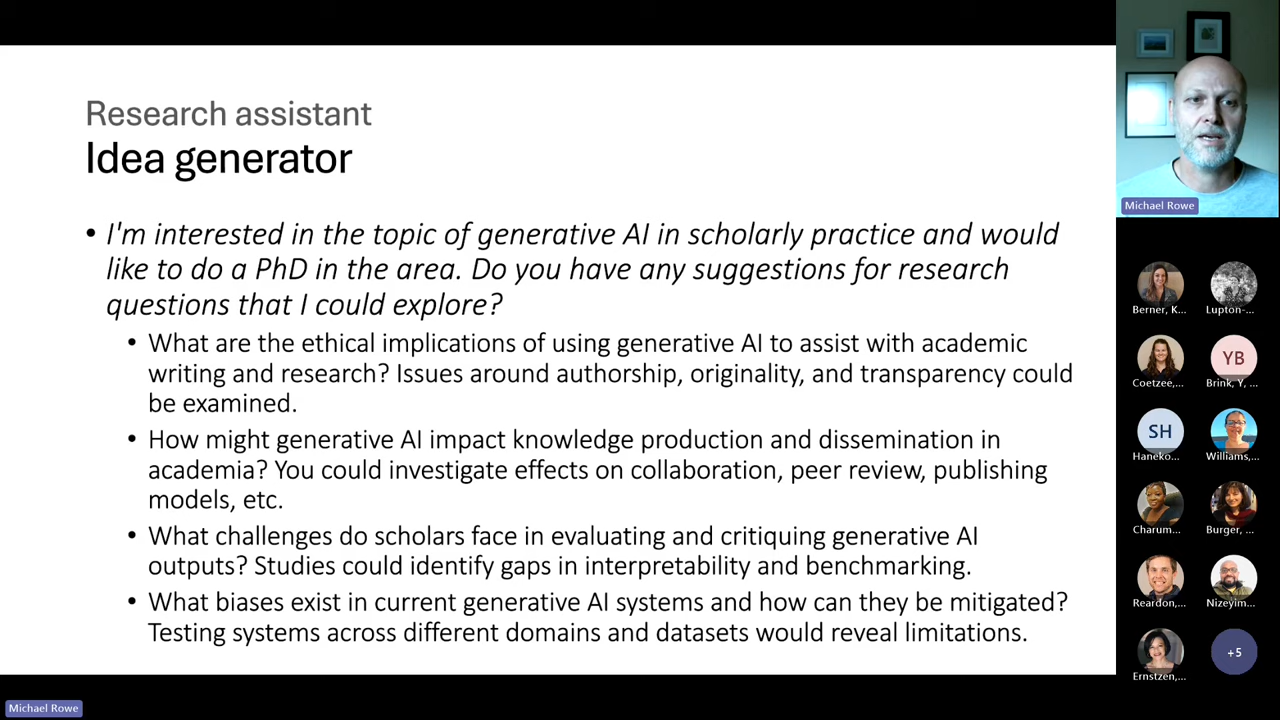 Research assistant
Idea generator
• I'm interested in the topic of generative AI in scholarly practice and would
like to do a PhD in the area. Do you have any suggestions for research
questions that I could explore?
• What are the ethical implications of using generative AI to assist with academic
writing and research? Issues around authorship, originality, and transparency could
be examined.
• How might generative AI impact knowledge production and dissemination in
academia? You could investigate effects on collaboration, peer review, publishing
models, etc.
• What challenges do scholars face in evaluating and critiquing generative AI
outputs? Studies could identify gaps in interpretability and benchmarking.
• What biases exist in current generative AI systems and how can they be mitigated?
Testing systems across different domains and datasets would reveal limitations.
Michael Rowe
Berner, K...
Lupton-...
Coetzee,...
YB
Brink, Y, ...
SH
Haneko...
Williams,...
Charum...
Burger, ...
Reardon,...
Nizeyim...
Ernstzen,...
+5
Michael Rowe